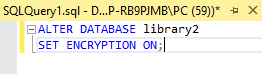 SQLQuery1.sql - D...P-RB9PJMB\PC (59))*
ALTER DATABASE library2
SET ENCRYPTION ON;